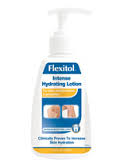 Flexitol
Intense
Hydrating Lotion
Clinically Proven To Increase
Skin Hydration